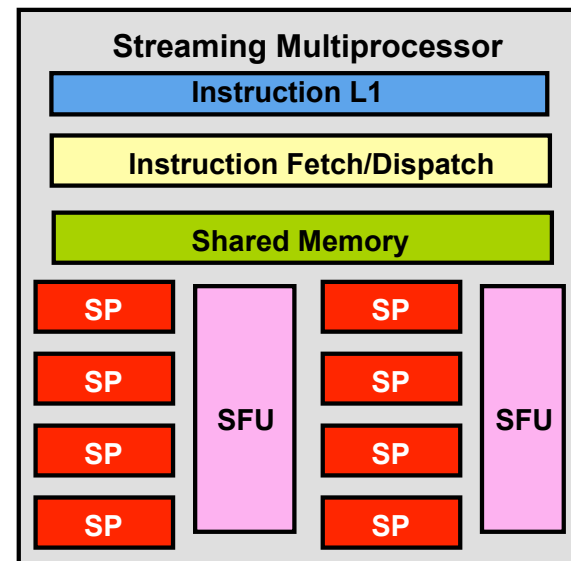 Streaming Multiprocessor
Instruction L1
Instruction Fetch/Dispatch
Shared Memory
SP
SP
SP
SP
SFU
SP
SP
SP
SP
SFU